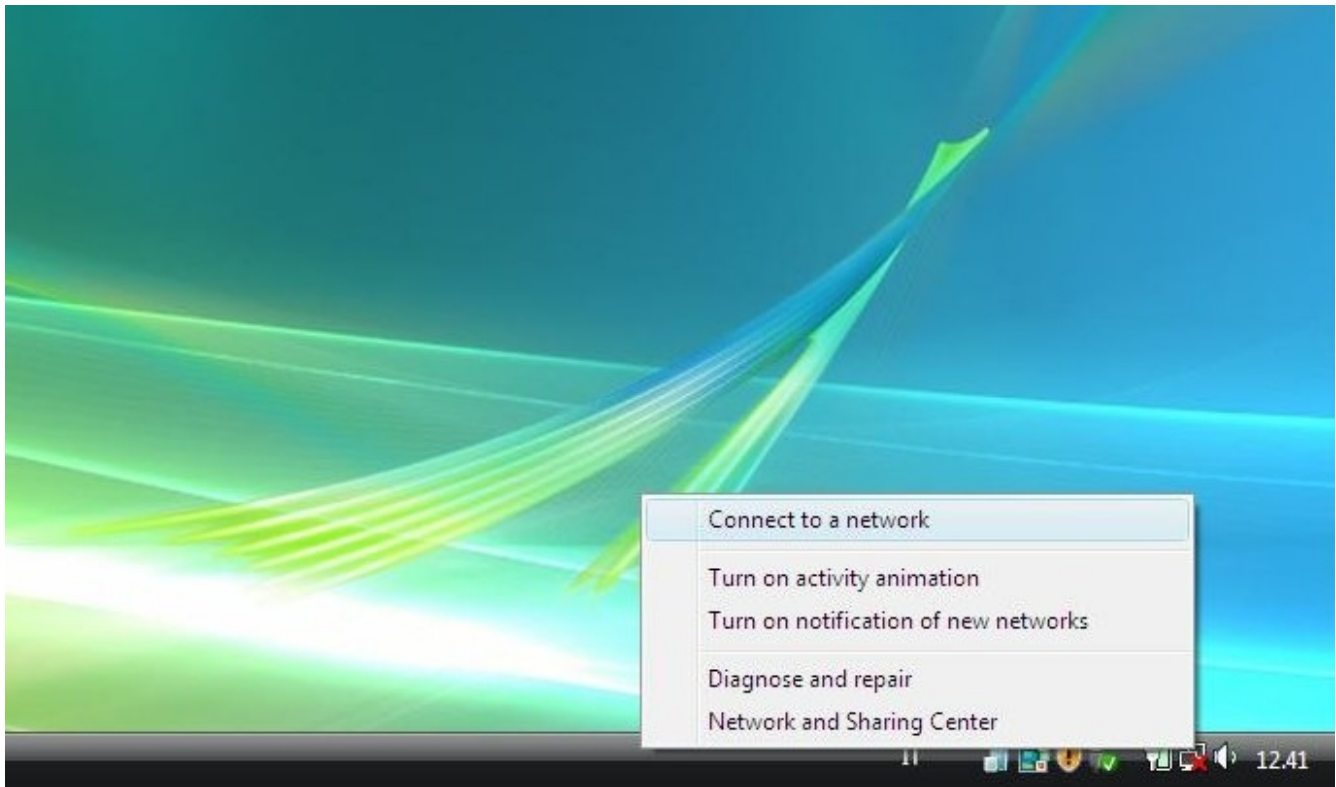 Connect to a network
Turn on activity animation
Turn on notification of new networks
Diagnose and repair
Network and Sharing Center
12.41